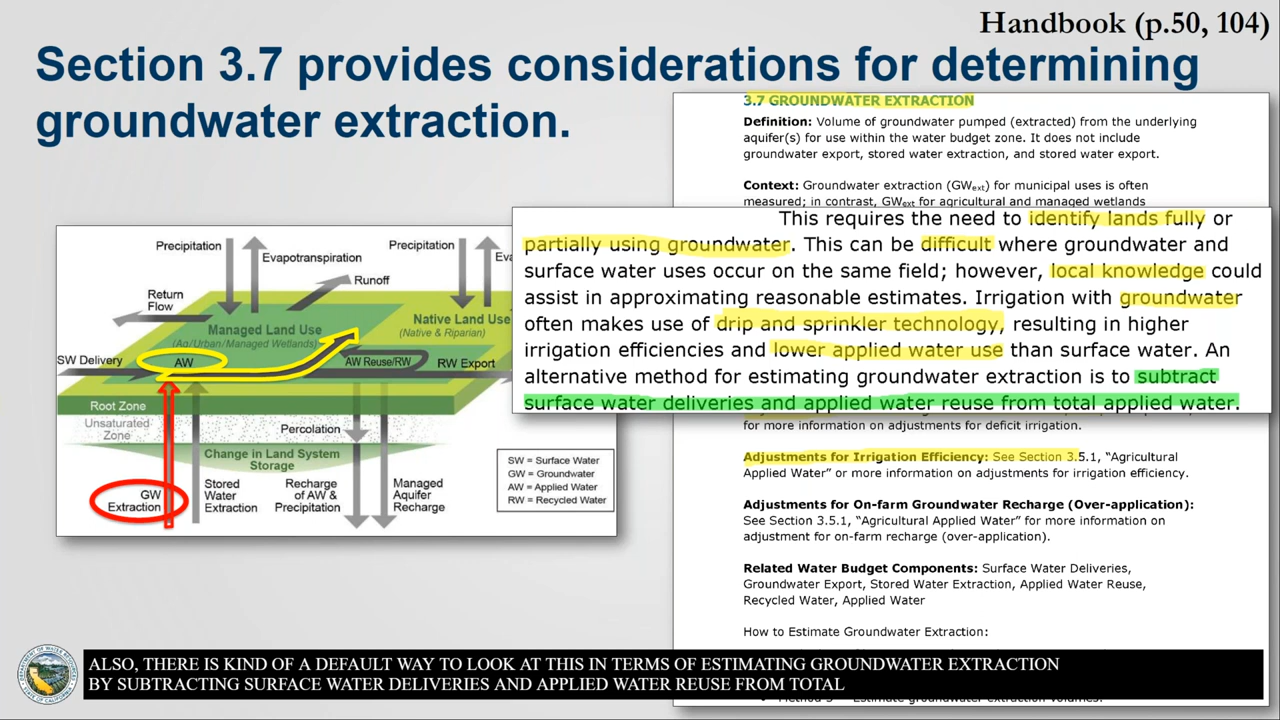 Handbook (p.50, 104)
Section 3.7 provides considerations for determining
groundwater extraction.
Precipitation
Evapotranspiration
Precipitation
Runoff
Return
Flow
Managed Land Use
(Ag/Urban/Managed Wetlands)
Native Land Use
(Native & Riparian)
SW Delivery
AW
AW Reuse/RW
RW Export
Root Zone
Unsaturated
Zone
Percolation
Change in Land System
Storage
GW
Extraction
Stored
Water
Extraction
Recharge
of AW &
Precipitation
Managed
Aquifer
Recharge
SW = Surface Water
GW = Groundwater
AW = Applied Water
RW = Recycled Water
3.7 GROUNDWATER EXTRACTION
Definition: Volume of groundwater pumped (extracted) from the underlying
aquifer(s) for use within the water budget zone. It does not include
groundwater export, stored water extraction, and stored water export.
Context: Groundwater extraction (GWext) for municipal uses is often
measured; in contrast, GWext for agricultural and managed wetlands
This requires the need to identify lands fully or
partially using groundwater. This can be difficult where groundwater and
surface water uses occur on the same field; however, local knowledge could
assist in approximating reasonable estimates. Irrigation with groundwater
often makes use of drip and sprinkler technology, resulting in higher
irrigation efficiencies and lower applied water use than surface water. An
alternative method for estimating groundwater extraction is to subtract
surface water deliveries and applied water reuse from total applied water.
for more information on adjustments for deficit irrigation.
Adjustments for Irrigation Efficiency: See Section 3.5.1, “Agricultural
Applied Water” or more information on adjustments for irrigation efficiency.
Adjustments for On-farm Groundwater Recharge (Over-application):
See Section 3.5.1, “Agricultural Applied Water” for more information on
adjustment for on-farm recharge (over-application).
Related Water Budget Components: Surface Water Deliveries,
Groundwater Export, Stored Water Extraction, Applied Water Reuse,
Recycled Water, Applied Water
How to Estimate Groundwater Extraction:
ALSO, THERE IS KIND OF A DEFAULT WAY TO LOOK AT THIS IN TERMS OF ESTIMATING GROUNDWATER EXTRACTION
BY SUBTRACTING SURFACE WATER DELIVERIES AND APPLIED WATER REUSE FROM TOTAL